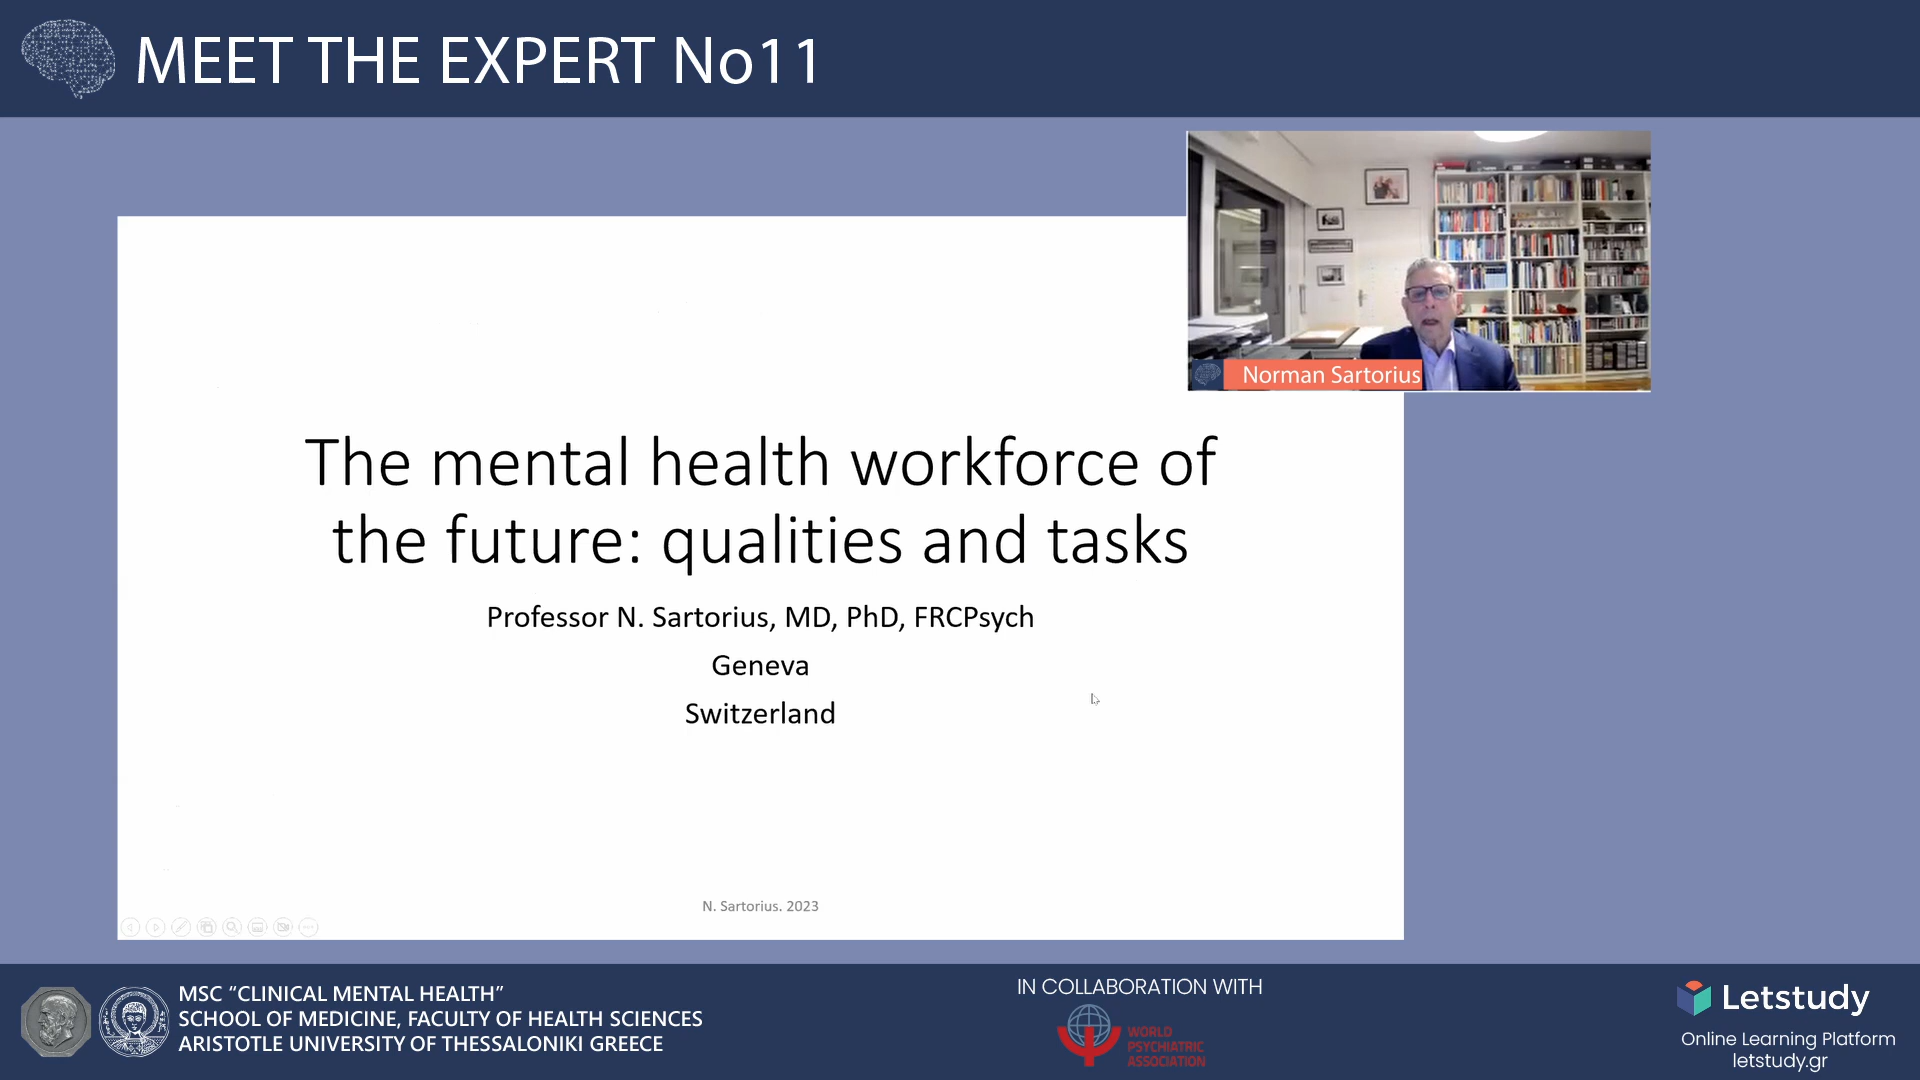 MEET THE EXPERT No11
Norman Sartorius
The mental health workforce of
the future: qualities and tasks
Professor N. Sartorius, MD, PhD, FRCPsych
Geneva
Switzerland
N. Sartorius. 2023
MSC “CLINICAL MENTAL HEALTH”
SCHOOL OF MEDICINE, FACULTY OF HEALTH SCIENCES
ARISTOTLE UNIVERSITY OF THESSALONIKI GREECE
IN COLLABORATION WITH
WORLD
PSYCHIATRIC
ASSOCIATION
Letstudy
Online Learning Platform
letstudy.gr